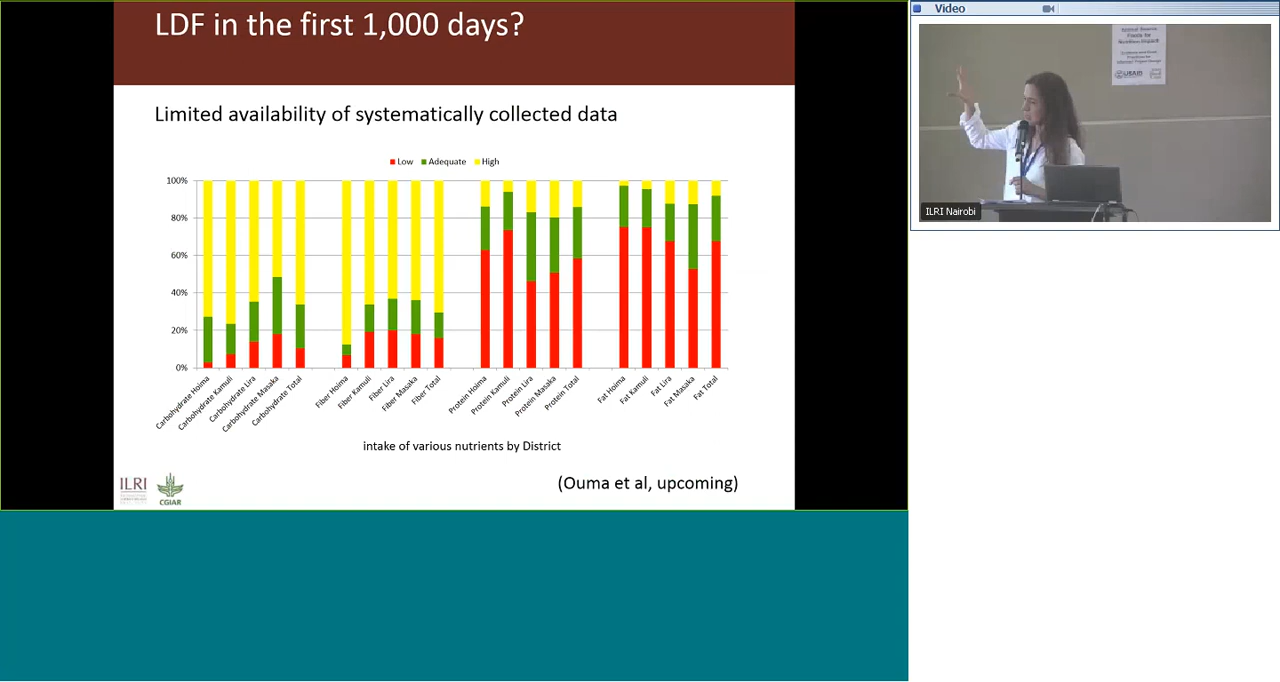 LDF in the first 1,000 days?
Limited availability of systematically collected data
Low Adequate High
100%
80%
60%
40%
20%
0%
Carbohydrate Hoima
Carbohydrate Kamuli
Carbohydrate Lira
Carbohydrate Masaka
Carbohydrate Total
Fiber Hoima
Fiber Kamuli
Fiber Lira
Fiber Masaka
Fiber Total
Protein Hoima
Protein Kamuli
Protein Lira
Protein Masaka
Protein Total
Fat Hoima
Fat Kamuli
Fat Lira
Fat Masaka
Fat Total
intake of various nutrients by District
(Ouma et al, upcoming)
ILRI
CGIAR
Video
USAID
ILRI Nairobi